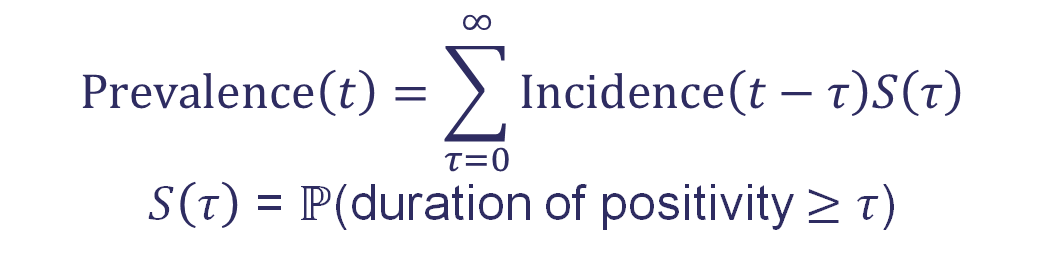 Prevalence(t) = ∑_{τ=0}^{∞} Incidence(t − τ)S(τ)
S(τ) = ℙ(duration of positivity ≥ τ)